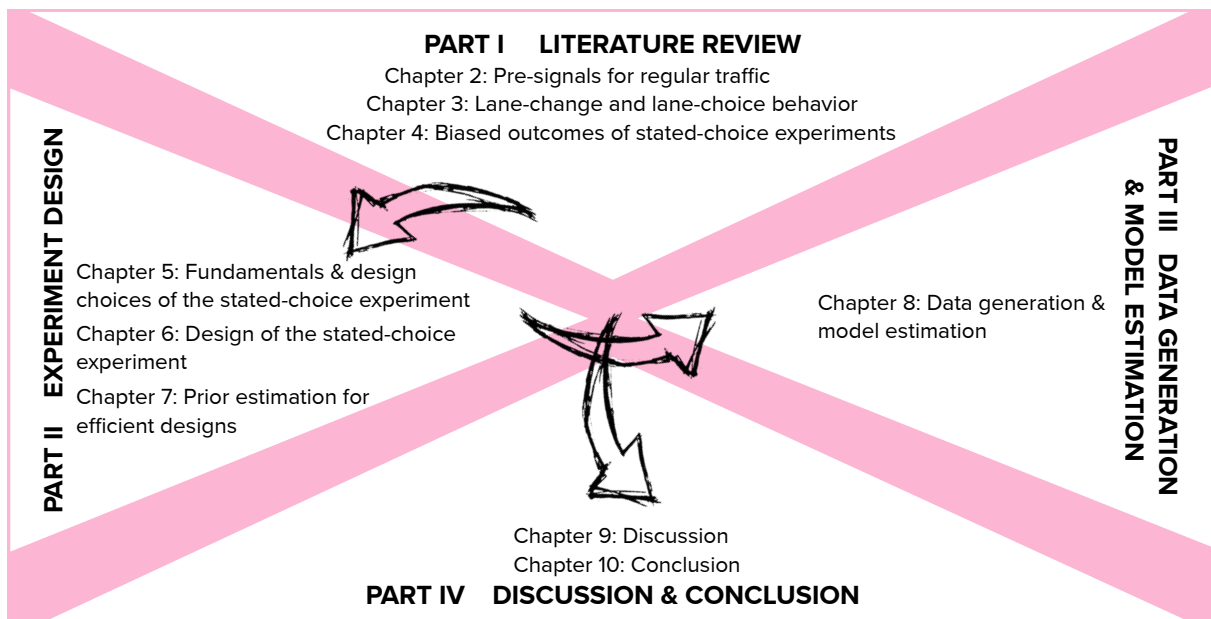 PART I LITERATURE REVIEW
Chapter 2: Pre-signals for regular traffic
Chapter 3: Lane-change and lane-choice behavior
Chapter 4: Biased outcomes of stated-choice experiments
PART II EXPERIMENT DESIGN
Chapter 5: Fundamentals & design
choices of the stated-choice experiment
Chapter 6: Design of the stated-choice
experiment
Chapter 7: Prior estimation for
efficient designs
PART III DATA GENERATION
& MODEL ESTIMATION
Chapter 8: Data generation &
model estimation
Chapter 9: Discussion
Chapter 10: Conclusion
PART IV DISCUSSION & CONCLUSION